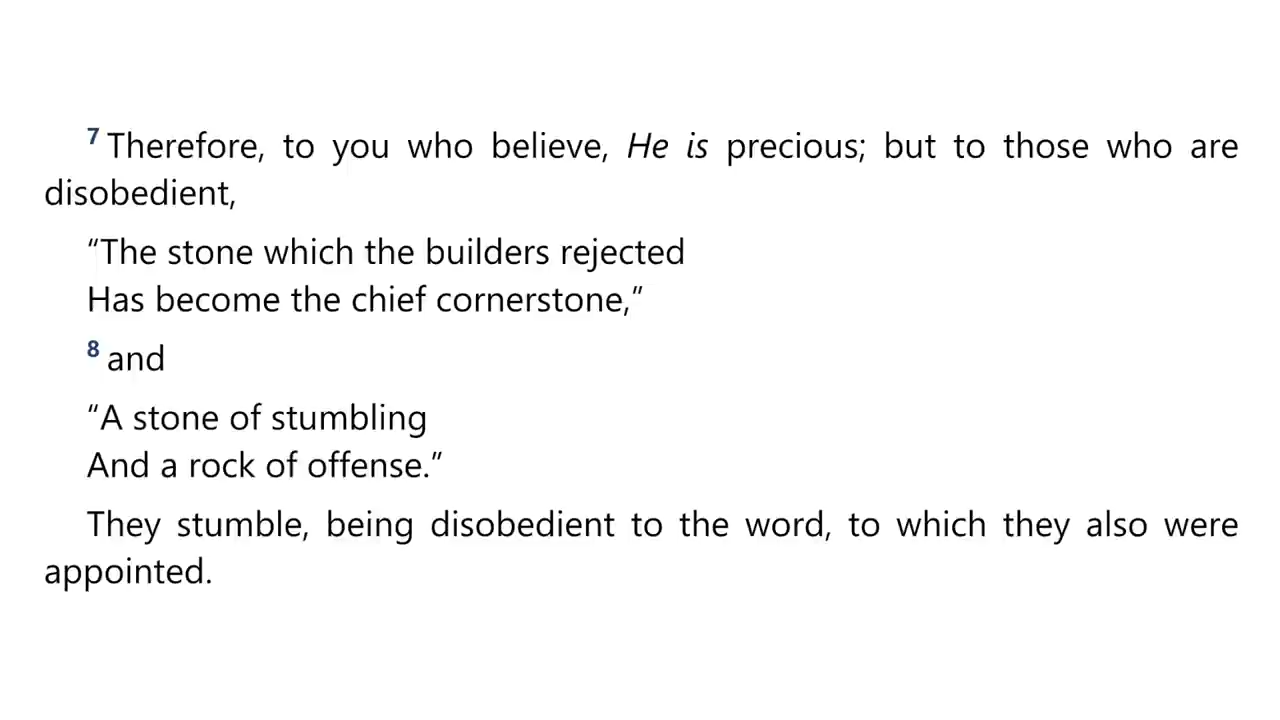 7 Therefore, to you who believe, He is precious; but to those who are
disobedient,
“The stone which the builders rejected
Has become the chief cornerstone,”
8 and
“A stone of stumbling
And a rock of offense.”
They stumble, being disobedient to the word, to which they also were
appointed.